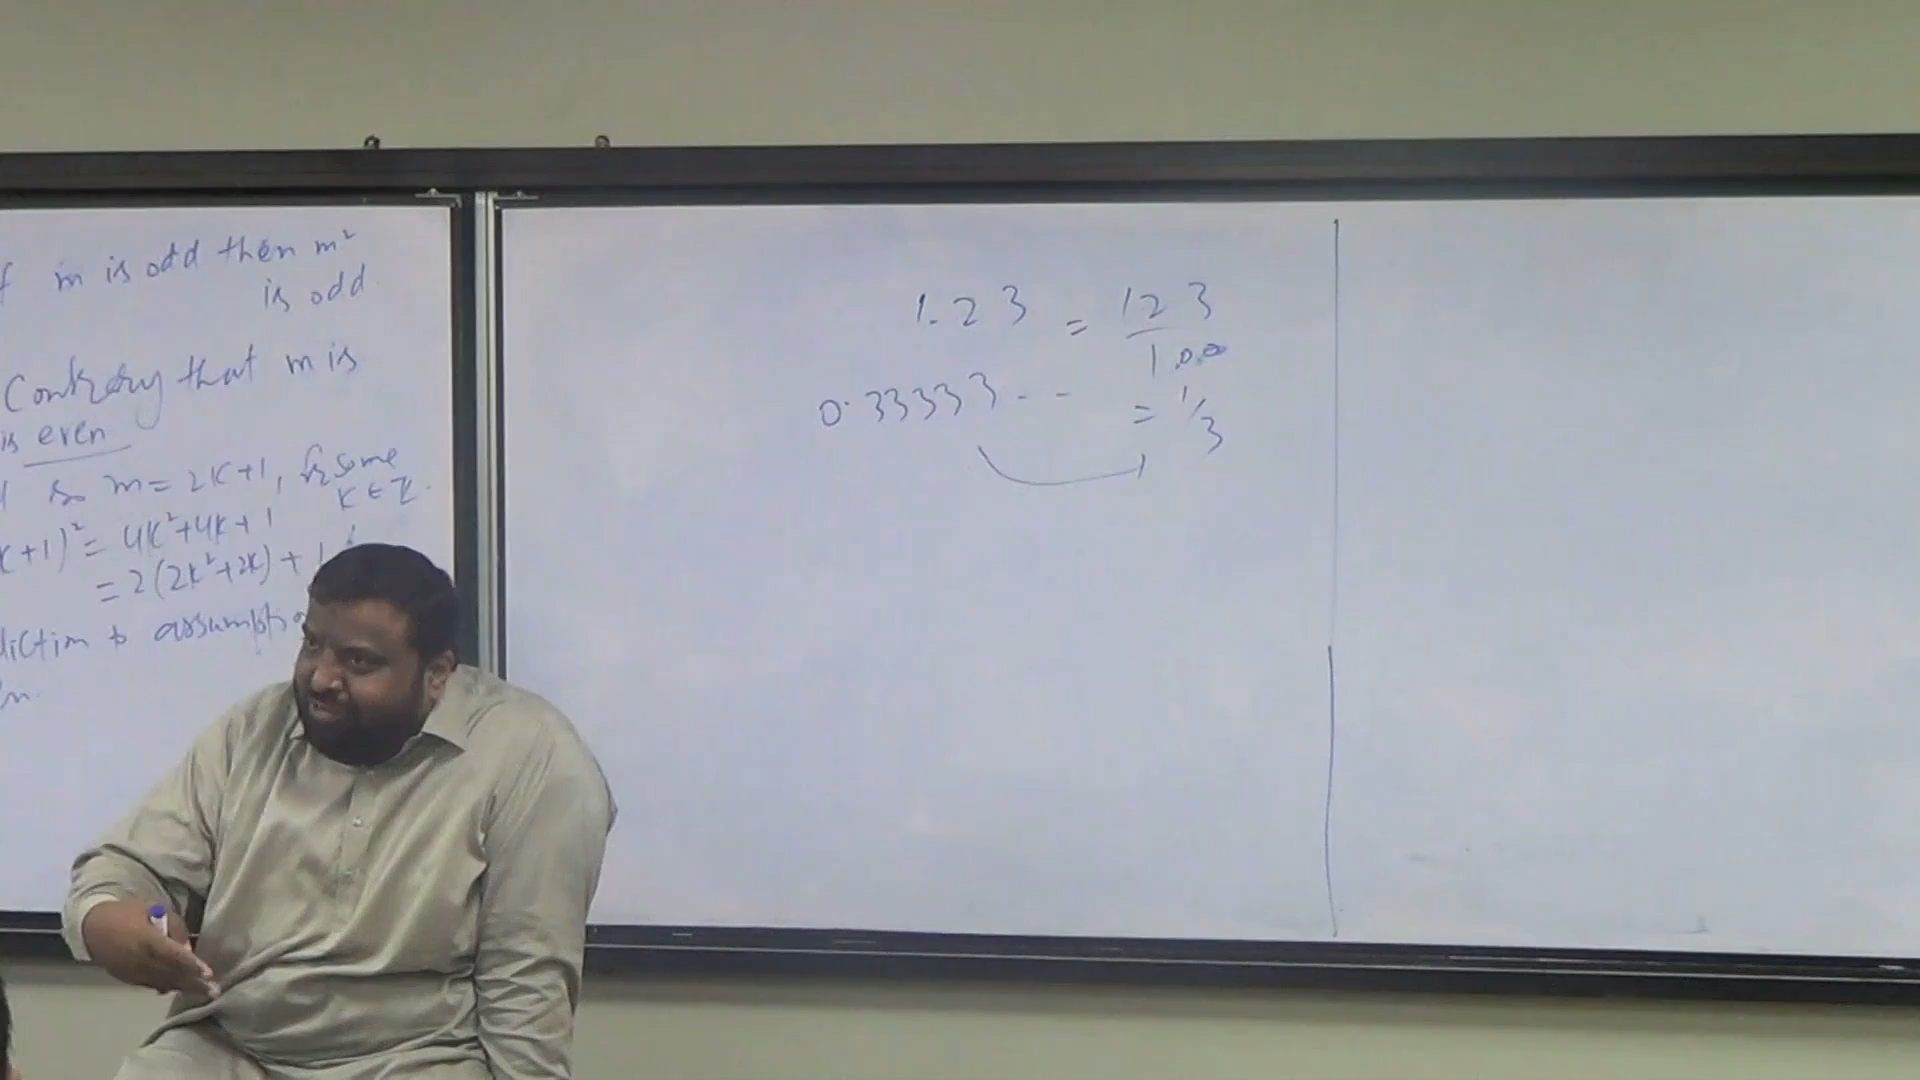 m is odd then m²
is odd
Contrary that m is
is even
so m = 2k+1, for some
k ∈ Z.
k+1)² = 4k²+4k+1
= 2(2k²+2k)+1
diction to assumptio
1.23 = 123/100
0.33333-- = 1/3